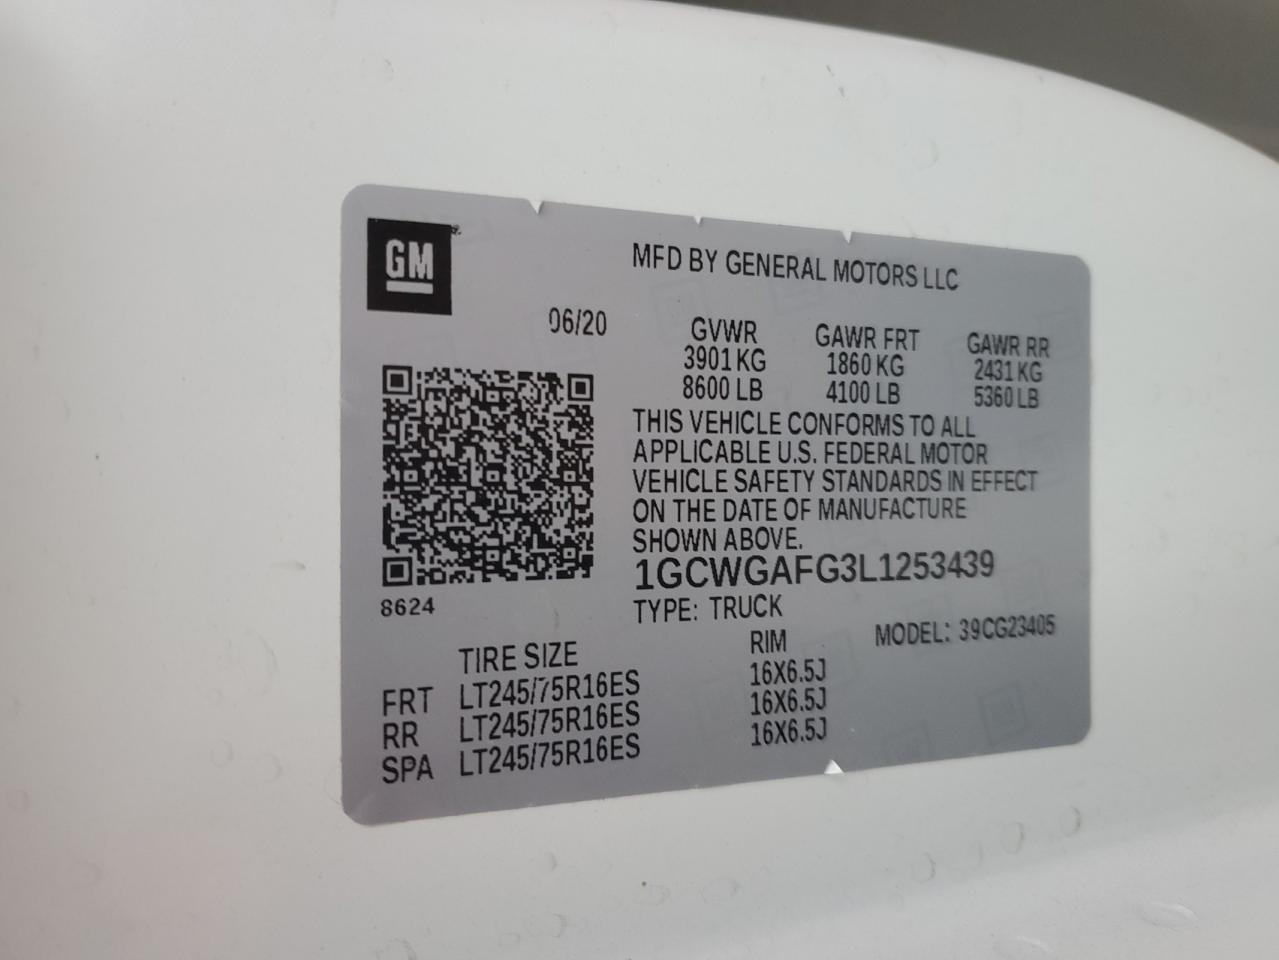 GM
MFD BY GENERAL MOTORS LLC
06/20 GVWR GAWR FRT GAWR RR
3901 KG 1860 KG 2431 KG
8600 LB 4100 LB 5360 LB
THIS VEHICLE CONFORMS TO ALL
APPLICABLE U.S. FEDERAL MOTOR
VEHICLE SAFETY STANDARDS IN EFFECT
ON THE DATE OF MANUFACTURE
SHOWN ABOVE.
1GCWGAFG3L1253439
8624
TYPE: TRUCK
MODEL: 39CG23405
TIRE SIZE RIM
FRT LT245/75R16ES 16X6.5J
RR LT245/75R16ES 16X6.5J
SPA LT245/75R16ES 16X6.5J